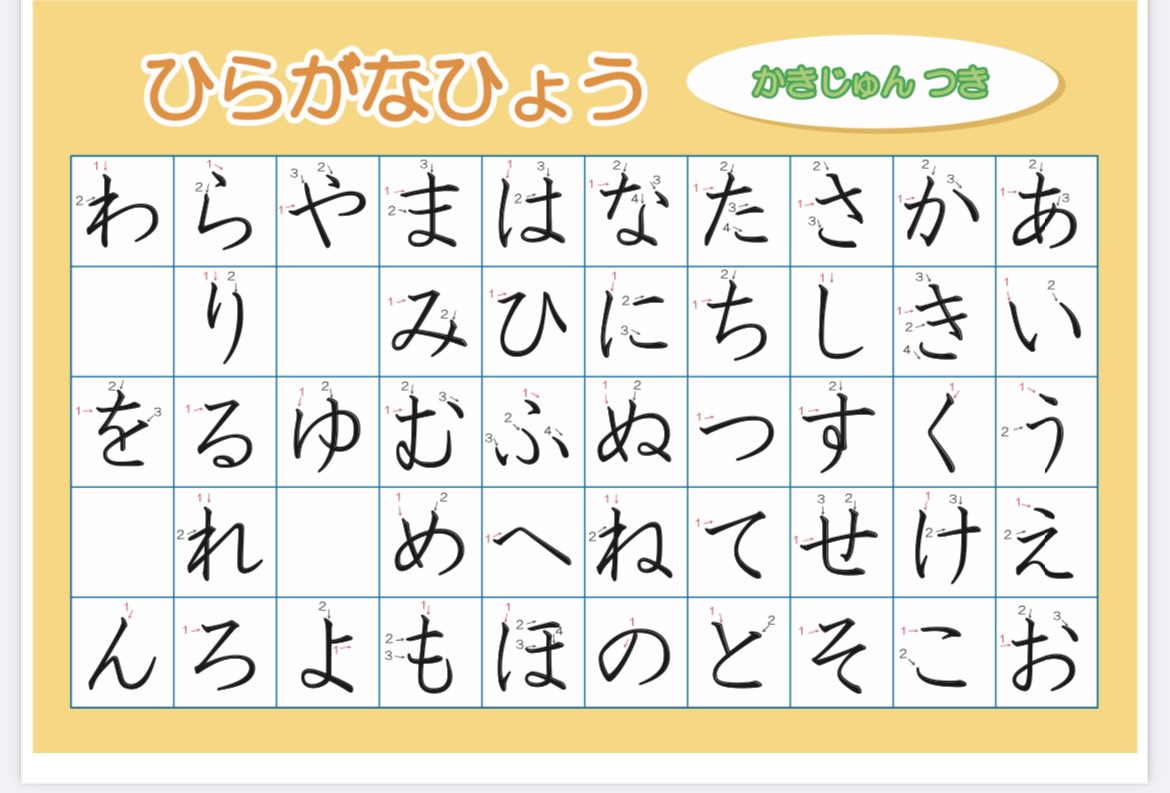 ひらがなひょう
かきじゅん つき
わ ら や ま は な た さ か あ
り み ひ に ち し き い
を る ゆ む ふ ぬ つ す く う
れ め へ ね て せ け え
ん ろ よ も ほ の と そ こ お